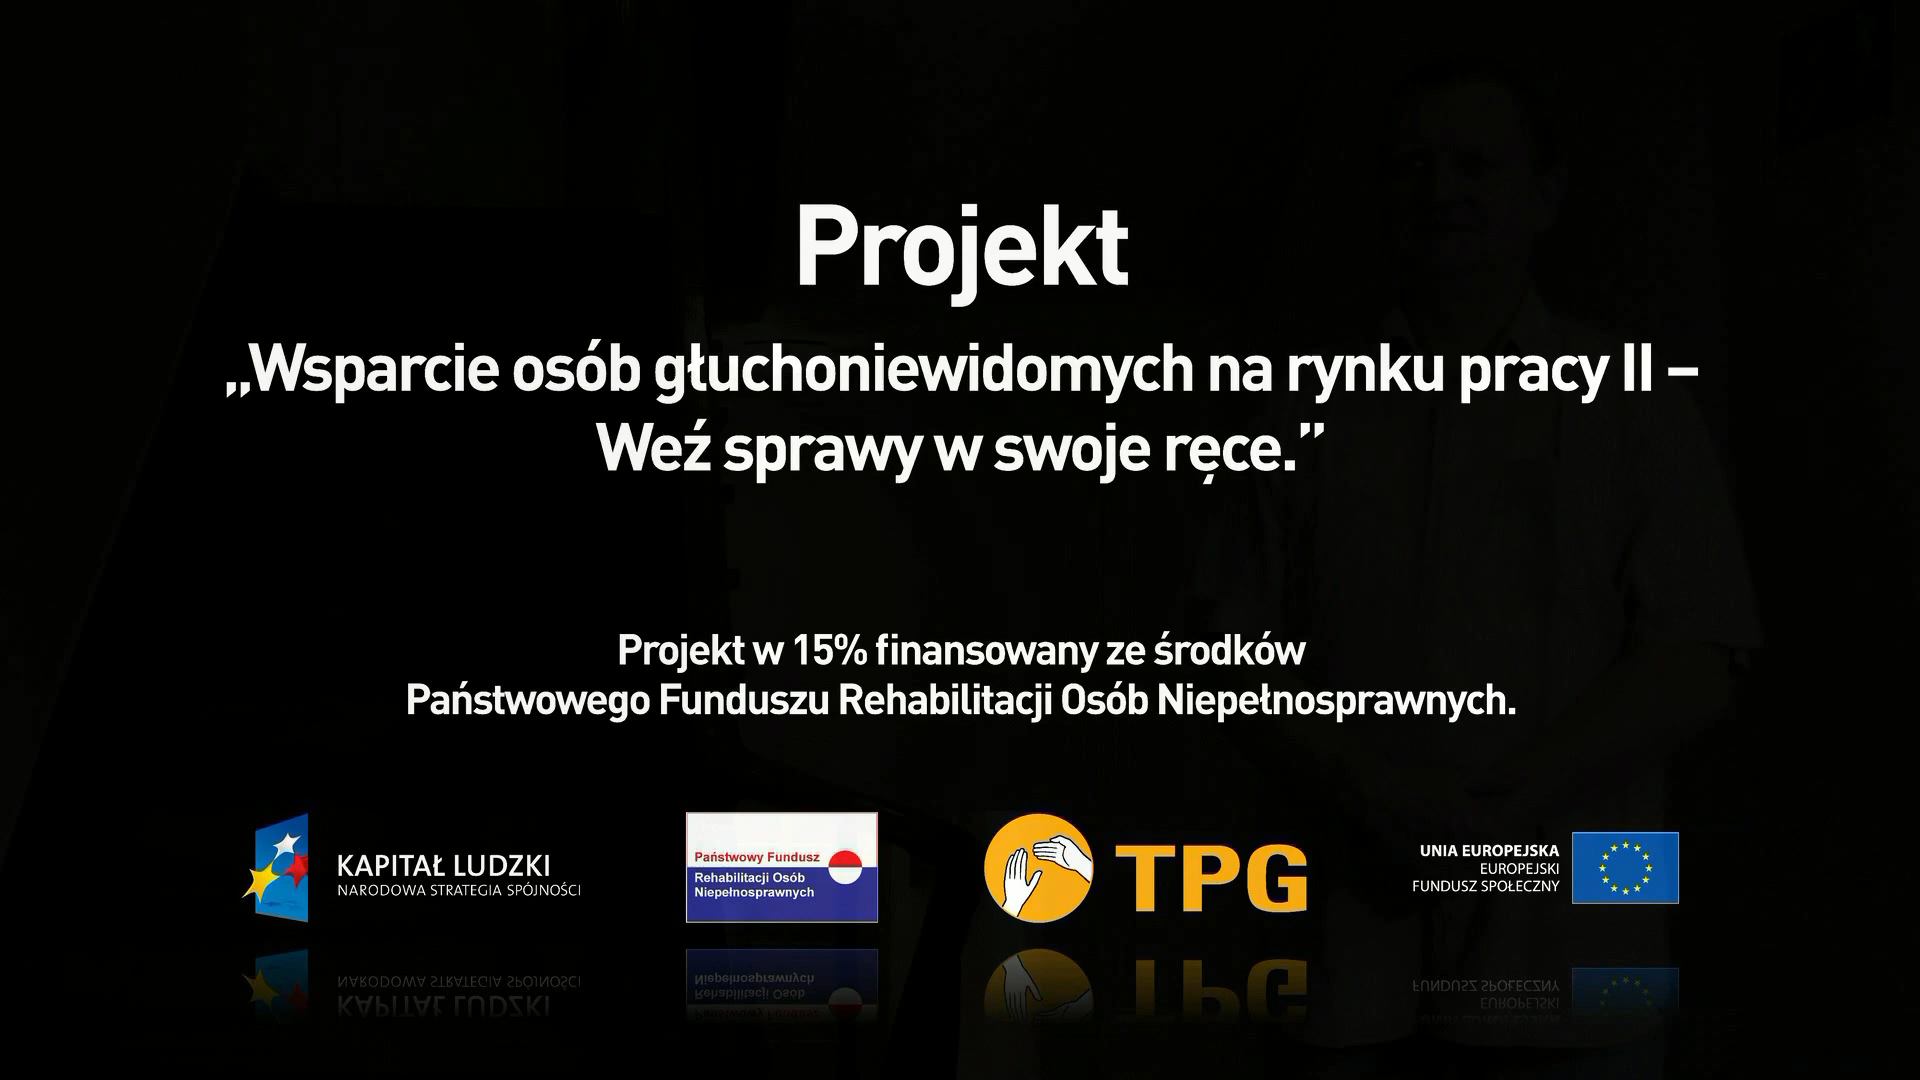 Projekt
„Wsparcie osób głuchoniewidomych na rynku pracy II –
Weź sprawy w swoje ręce.”
Projekt w 15% finansowany ze środków
Państwowego Funduszu Rehabilitacji Osób Niepełnosprawnych.
KAPITAŁ LUDZKI
NARODOWA STRATEGIA SPÓJNOŚCI
Państwowy Fundusz
Rehabilitacji Osób
Niepełnosprawnych
TPG
UNIA EUROPEJSKA
EUROPEJSKI
FUNDUSZ SPOŁECZNY